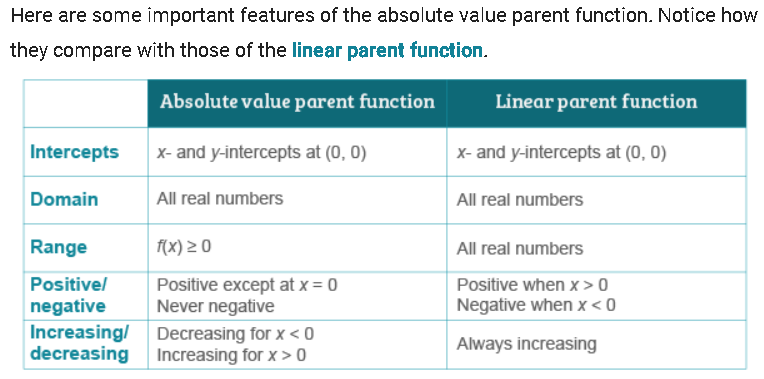 Here are some important features of the absolute value parent function. Notice how
they compare with those of the linear parent function.
Absolute value parent function Linear parent function
Intercepts x- and y-intercepts at (0, 0) x- and y-intercepts at (0, 0)
Domain All real numbers All real numbers
Range f(x) ≥ 0 All real numbers
Positive/ Positive except at x = 0 Positive when x > 0
negative Never negative Negative when x < 0
Increasing/ Decreasing for x < 0
decreasing Increasing for x > 0 Always increasing